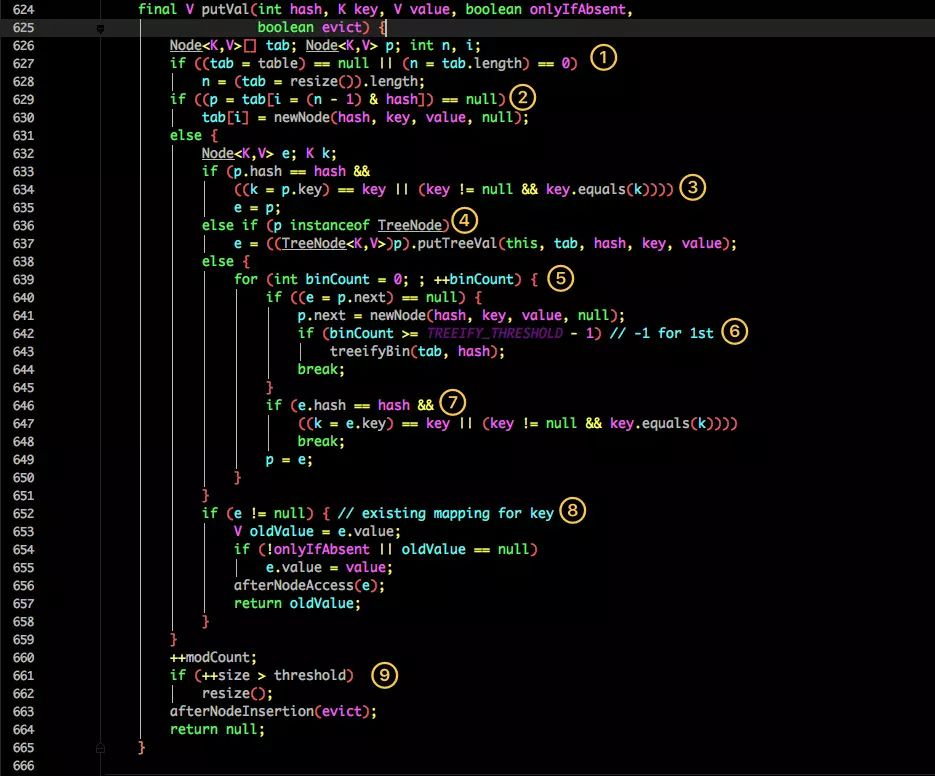 624 final V putVal(int hash, K key, V value, boolean onlyIfAbsent,
625 boolean evict) {
626 Node<K,V>[] tab; Node<K,V> p; int n, i;
627 if ((tab = table) == null || (n = tab.length) == 0) 1
628 n = (tab = resize()).length;
629 if ((p = tab[i = (n - 1) & hash]) == null) 2
630 tab[i] = newNode(hash, key, value, null);
631 else {
632 Node<K,V> e; K k;
633 if (p.hash == hash &&
634 ((k = p.key) == key || (key != null && key.equals(k)))) 3
635 e = p;
636 else if (p instanceof TreeNode) 4
637 e = ((TreeNode<K,V>)p).putTreeVal(this, tab, hash, key, value);
638 else {
639 for (int binCount = 0; ; ++binCount) { 5
640 if ((e = p.next) == null) {
641 p.next = newNode(hash, key, value, null);
642 if (binCount >= TREEIFY_THRESHOLD - 1) // -1 for 1st 6
643 treeifyBin(tab, hash);
644 break;
645 }
646 if (e.hash == hash && 7
647 ((k = e.key) == key || (key != null && key.equals(k))))
648 break;
649 p = e;
650 }
651 }
652 if (e != null) { // existing mapping for key 8
653 V oldValue = e.value;
654 if (!onlyIfAbsent || oldValue == null)
655 e.value = value;
656 afterNodeAccess(e);
657 return oldValue;
658 }
659 }
660 ++modCount;
661 if (++size > threshold) 9
662 resize();
663 afterNodeInsertion(evict);
664 return null;
665 }
666